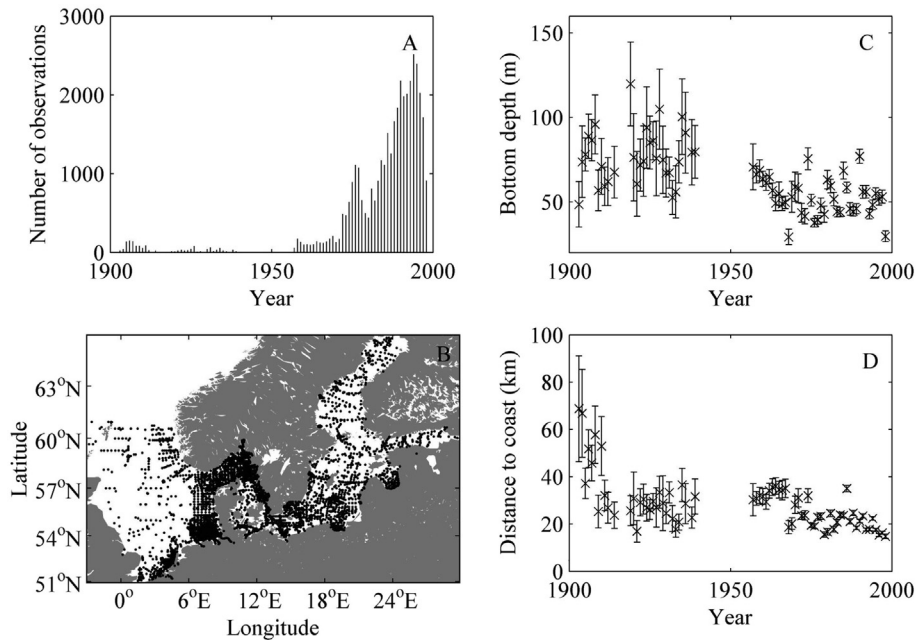 3000
2000
1000
0
1900
1950
2000
Number of observations
Year
A
150
100
50
1900
1950
2000
Bottom depth (m)
Year
C
63°N
60°N
57°N
54°N
51°N
0°
6°E
12°E
18°E
24°E
Latitude
Longitude
B
100
80
60
40
20
0
1900
1950
2000
Distance to coast (km)
Year
D